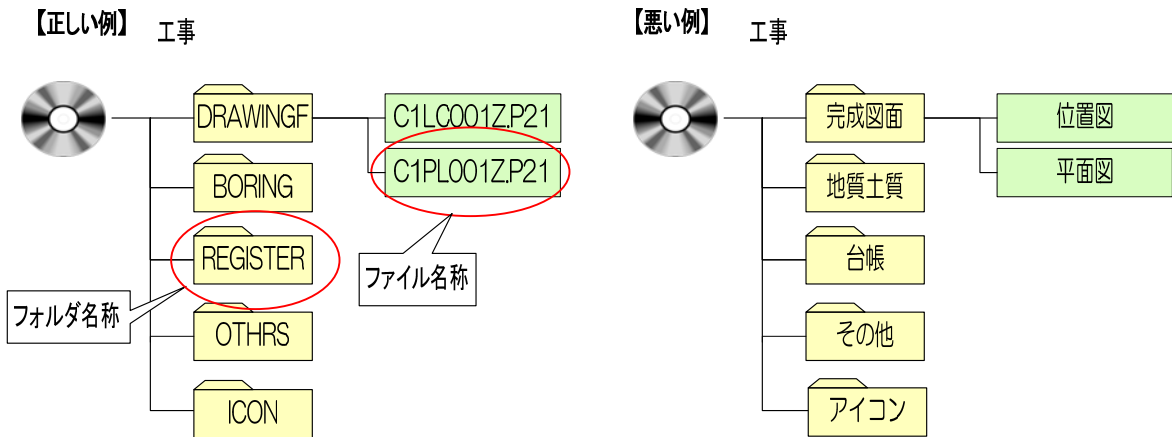 【正しい例】 工事
DRAWINGF
C1LC001Z.P21
C1PL001Z.P21
BORING
REGISTER
ファイル名称
フォルダ名称
OTHRS
ICON
【悪い例】 工事
完成図面
位置図
平面図
地質土質
台帳
その他
アイコン